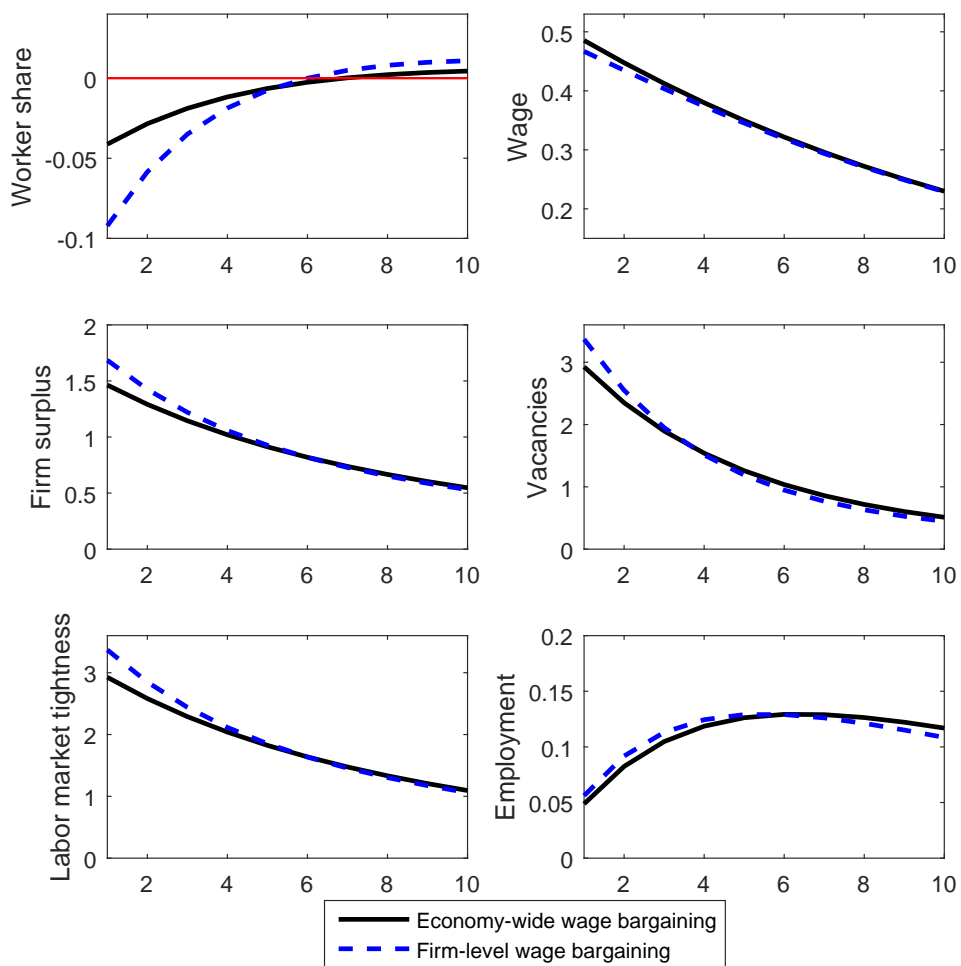 Worker share
0
-0.05
-0.1
2 4 6 8 10
Wage
0.5
0.4
0.3
0.2
2 4 6 8 10
Firm surplus
2
1.5
1
0.5
0
2 4 6 8 10
Vacancies
3
2
1
0
2 4 6 8 10
Labor market tightness
3
2
1
0
2 4 6 8 10
Employment
0.2
0.15
0.1
0.05
0
2 4 6 8 10
Economy-wide wage bargaining
Firm-level wage bargaining